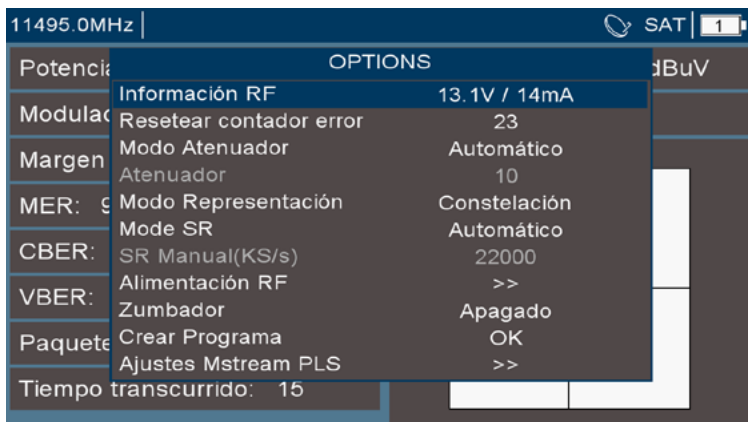 11495.0MHz SAT 1
OPTIONS
Potencia dBuV
Información RF 13.1V / 14mA
Modulac
Resetear contador error 23
Modo Atenuador Automático
Margen
Atenuador 10
MER: 9 Modo Representación Constelación
Mode SR Automático
CBER: SR Manual(KS/s) 22000
Alimentación RF >>
VBER:
Zumbador Apagado
Paquete Crear Programa OK
Ajustes Mstream PLS >>
Tiempo transcurrido: 15